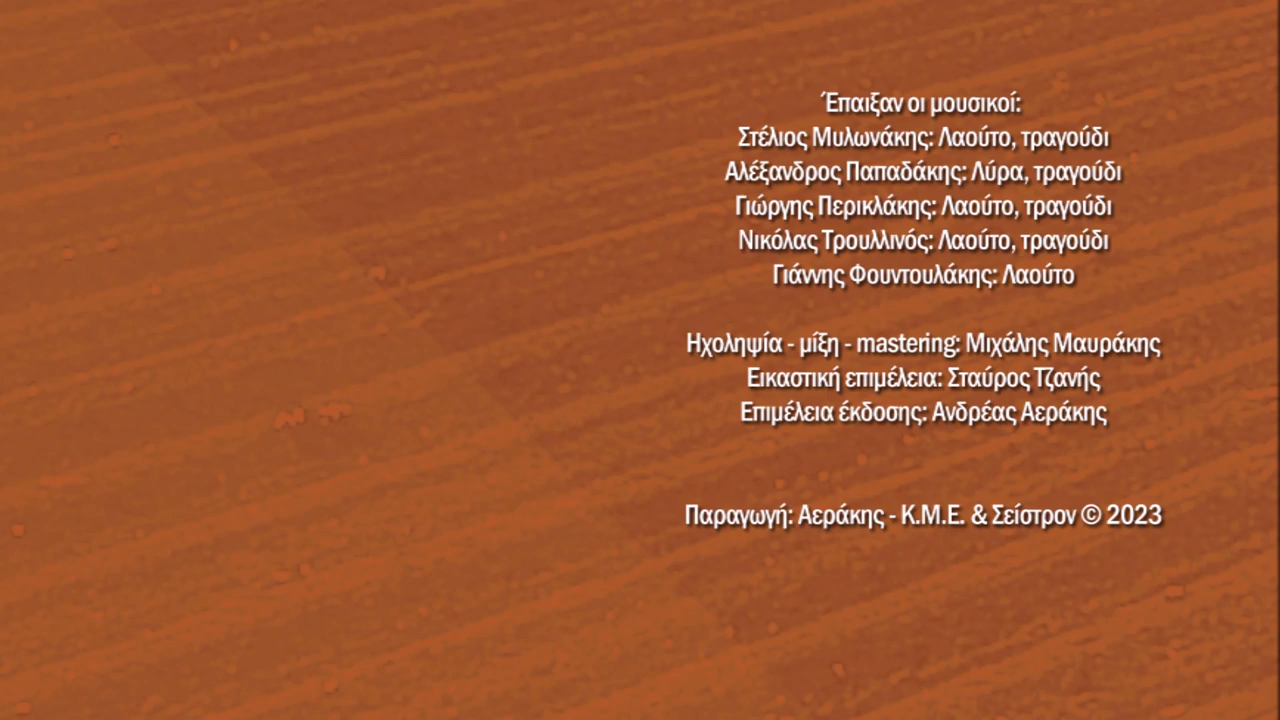 Έπαιξαν οι μουσικοί:
Στέλιος Μυλωνάκης: Λαούτο, τραγούδι
Αλέξανδρος Παπαδάκης: Λύρα, τραγούδι
Γιώργης Περικλάκης: Λαούτο, τραγούδι
Νικόλας Τρουλλινός: Λαούτο, τραγούδι
Γιάννης Φουντουλάκης: Λαούτο
Ηχοληψία - μίξη - mastering: Μιχάλης Μαυράκης
Εικαστική επιμέλεια: Σταύρος Τζανής
Επιμέλεια έκδοσης: Ανδρέας Αεράκης
Παραγωγή: Αεράκης - Κ.Μ.Ε. & Σείστρον © 2023